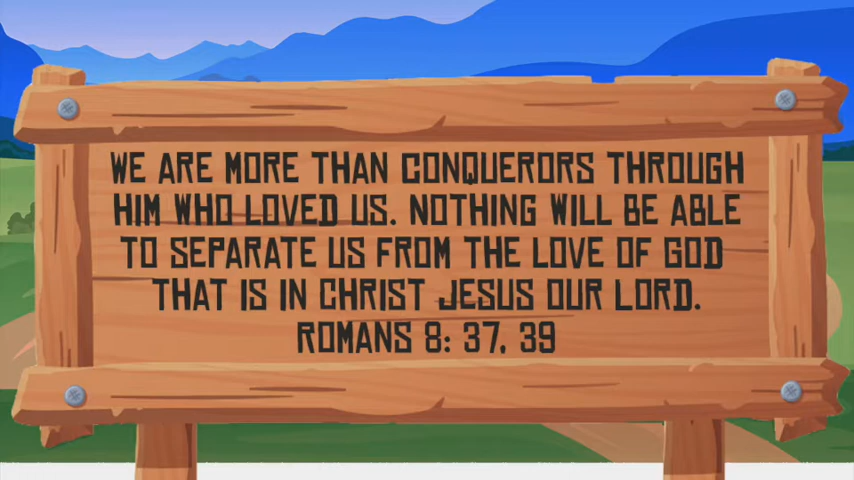 WE ARE MORE THAN CONQUERORS THROUGH
HIM WHO LOVED US. NOTHING WILL BE ABLE
TO SEPARATE US FROM THE LOVE OF GOD
THAT IS IN CHRIST JESUS OUR LORD.
ROMANS 8: 37, 39